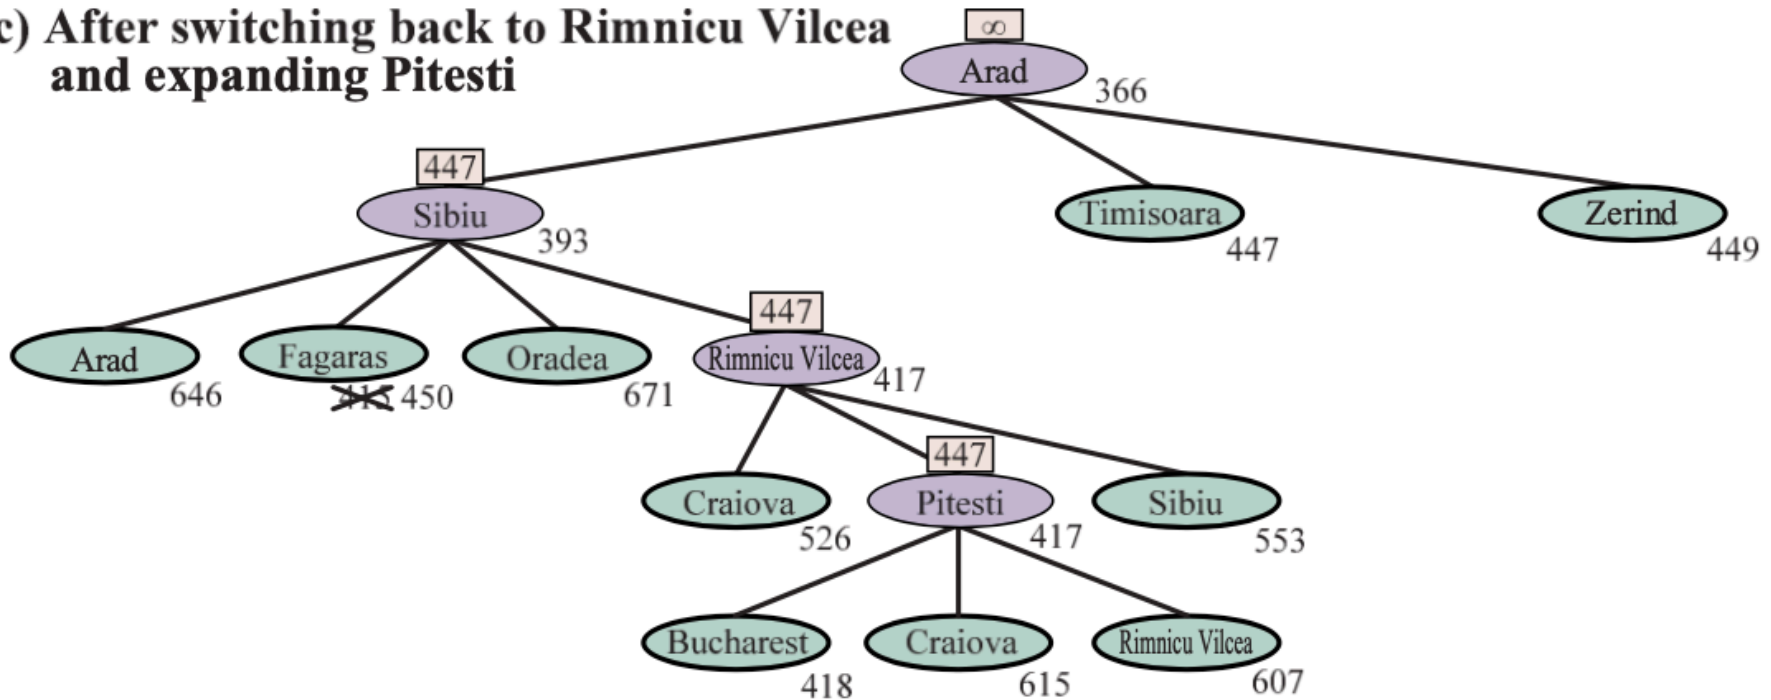 c) After switching back to Rimnicu Vilcea
and expanding Pitesti
∞
Arad
366
447
Sibiu
393
Timisoara
447
Zerind
449
Arad
646
Fagaras
415 450
Oradea
671
447
Rimnicu Vilcea
417
Craiova
526
447
Pitesti
417
Sibiu
553
Bucharest
418
Craiova
615
Rimnicu Vilcea
607